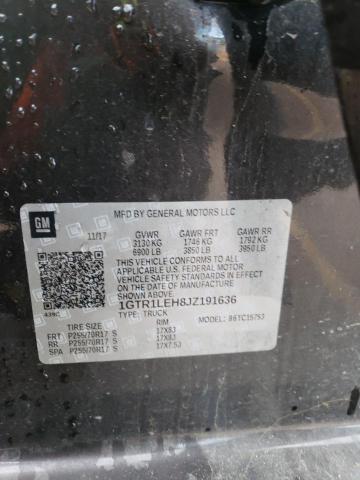 GM
MFD BY GENERAL MOTORS LLC
11/17 GVWR GAWR FRT GAWR RR
3130 KG 1746 KG 1792 KG
6900 LB 3850 LB 3950 LB
THIS VEHICLE CONFORMS TO ALL
APPLICABLE U.S. FEDERAL MOTOR
VEHICLE SAFETY STANDARDS IN EFFECT ON THE
DATE OF MANUFACTURE SHOWN ABOVE.
1GTR1LEH8JZ191636
TYPE: TRUCK
TIRE SIZE RIM
FRT P255/70R17 S 17X8J
RR P255/70R17 S 17X8J
SPA P255/70R17 S 17X7.5J